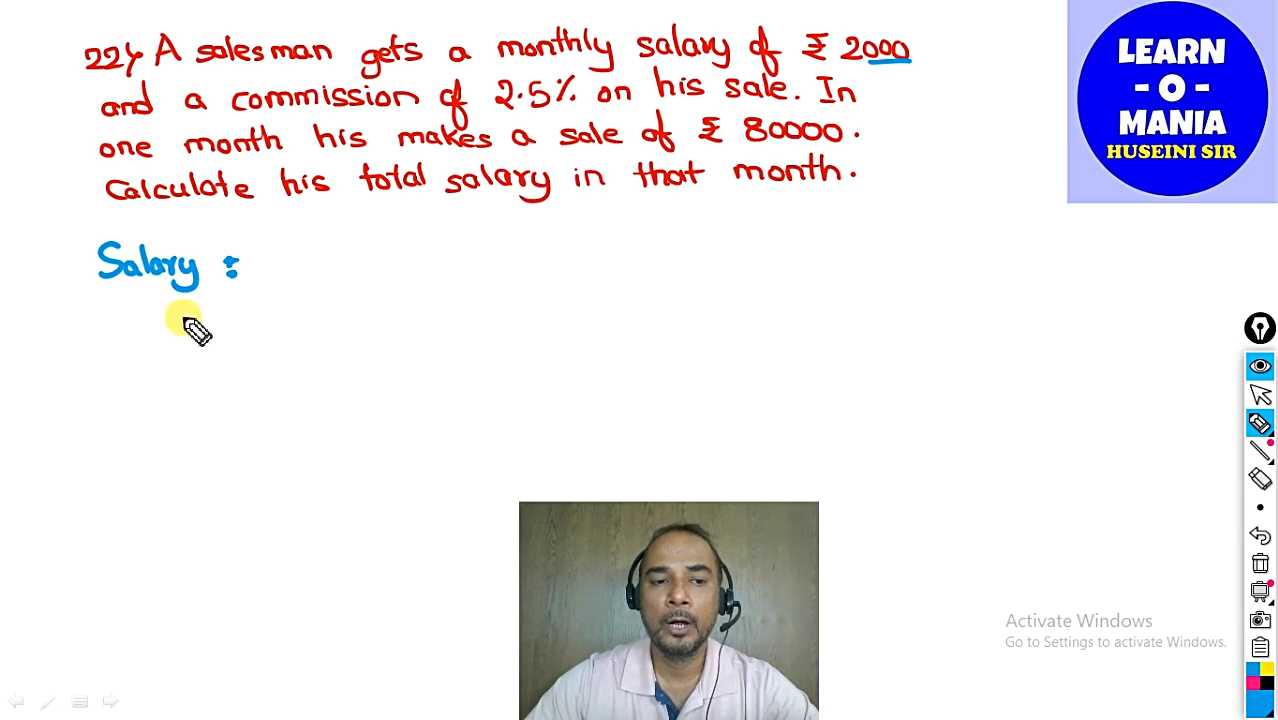 22y A salesman gets a monthly salary of ₹ 2000
and a commission of 2.5% on his sale. In
one month his makes a sale of ₹ 80000.
Calculate his total salary in that month.
Salary :
LEARN
- O -
MANIA
HUSEINI SIR
Activate Windows
Go to Settings to activate Windows.